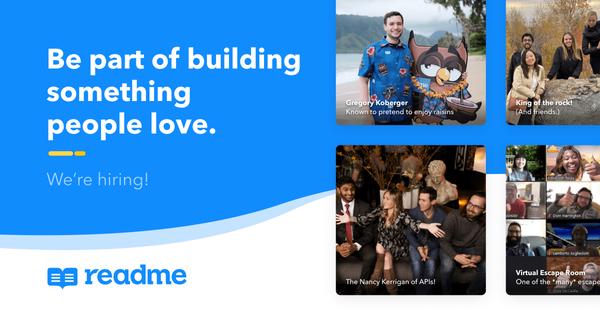 Be part of building
something
people love.
We're hiring!
readme
Gregory Koberger
Known to pretend to enjoy raisins
King of the rock!
(And friends.)
The Nancy Kerrigan of APIs!
Dom Harrington
Virtual Escape Room
One of the *many* escape